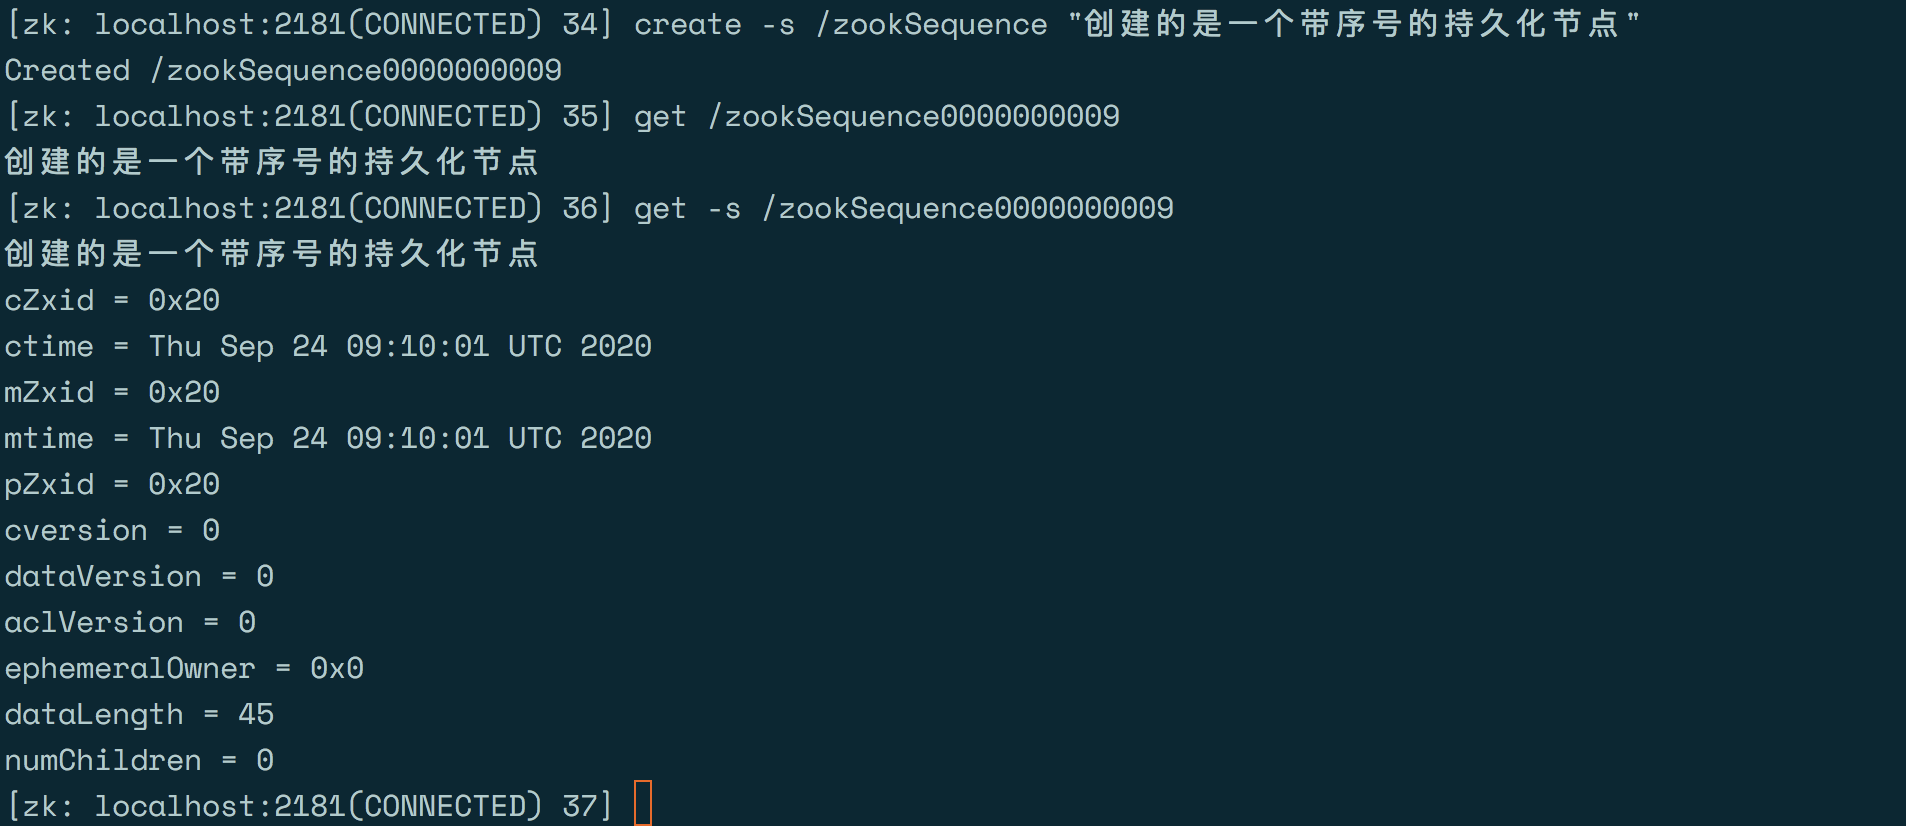 [zk: localhost:2181(CONNECTED) 34] create -s /zookSequence "创建的是一个带序号的持久化节点"
Created /zookSequence0000000009
[zk: localhost:2181(CONNECTED) 35] get /zookSequence0000000009
创建的是一个带序号的持久化节点
[zk: localhost:2181(CONNECTED) 36] get -s /zookSequence0000000009
创建的是一个带序号的持久化节点
cZxid = 0x20
ctime = Thu Sep 24 09:10:01 UTC 2020
mZxid = 0x20
mtime = Thu Sep 24 09:10:01 UTC 2020
pZxid = 0x20
cversion = 0
dataVersion = 0
aclVersion = 0
ephemeralOwner = 0x0
dataLength = 45
numChildren = 0
[zk: localhost:2181(CONNECTED) 37]